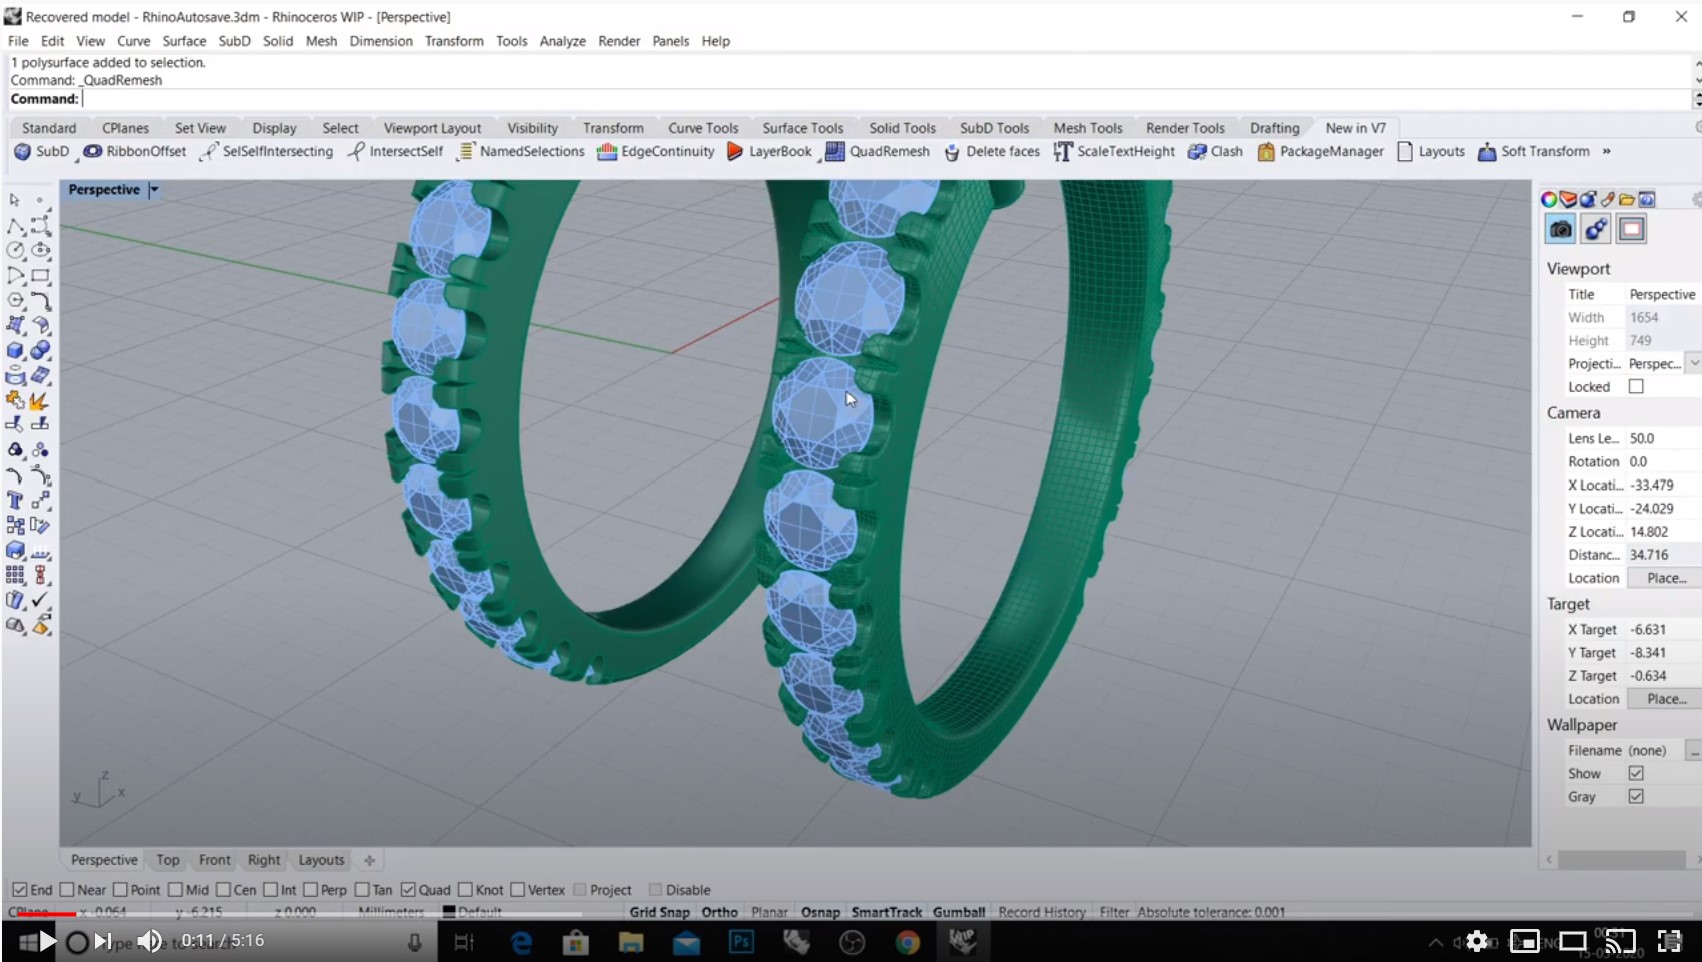 Recovered model - RhinoAutosave.3dm - Rhinoceros WIP - [Perspective]
File Edit View Curve Surface SubD Solid Mesh Dimension Transform Tools Analyze Render Panels Help
1 polysurface added to selection.
Command: _QuadRemesh
Command:
Standard CPlanes Set View Display Select Viewport Layout Visibility Transform Curve Tools Surface Tools Solid Tools SubD Tools Mesh Tools Render Tools Drafting New in V7
SubD RibbonOffset SelSelfIntersecting IntersectSelf NamedSelections EdgeContinuity LayerBook QuadRemesh Delete faces ScaleTextHeight Clash PackageManager Layouts Soft Transform »
Perspective
Viewport
Title Perspective
Width 1654
Height 749
Projecti... Perspec...
Locked
Camera
Lens Le... 50.0
Rotation 0.0
X Locati... -33.479
Y Locati... -24.029
Z Locati... 14.802
Distanc... 34.716
Location Place...
Target
X Target -6.631
Y Target -8.341
Z Target -0.634
Location Place...
Wallpaper
Filename (none) ...
Show
Gray
z
y x
Perspective Top Front Right Layouts
End Near Point Mid Cen Int Perp Tan Quad Knot Vertex Project Disable
CPlane x -0.064 y -6.215 z 0.000 Millimeters Default Grid Snap Ortho Planar Osnap SmartTrack Gumball Record History Filter Absolute tolerance: 0.001
0:11 / 5:16
Ps